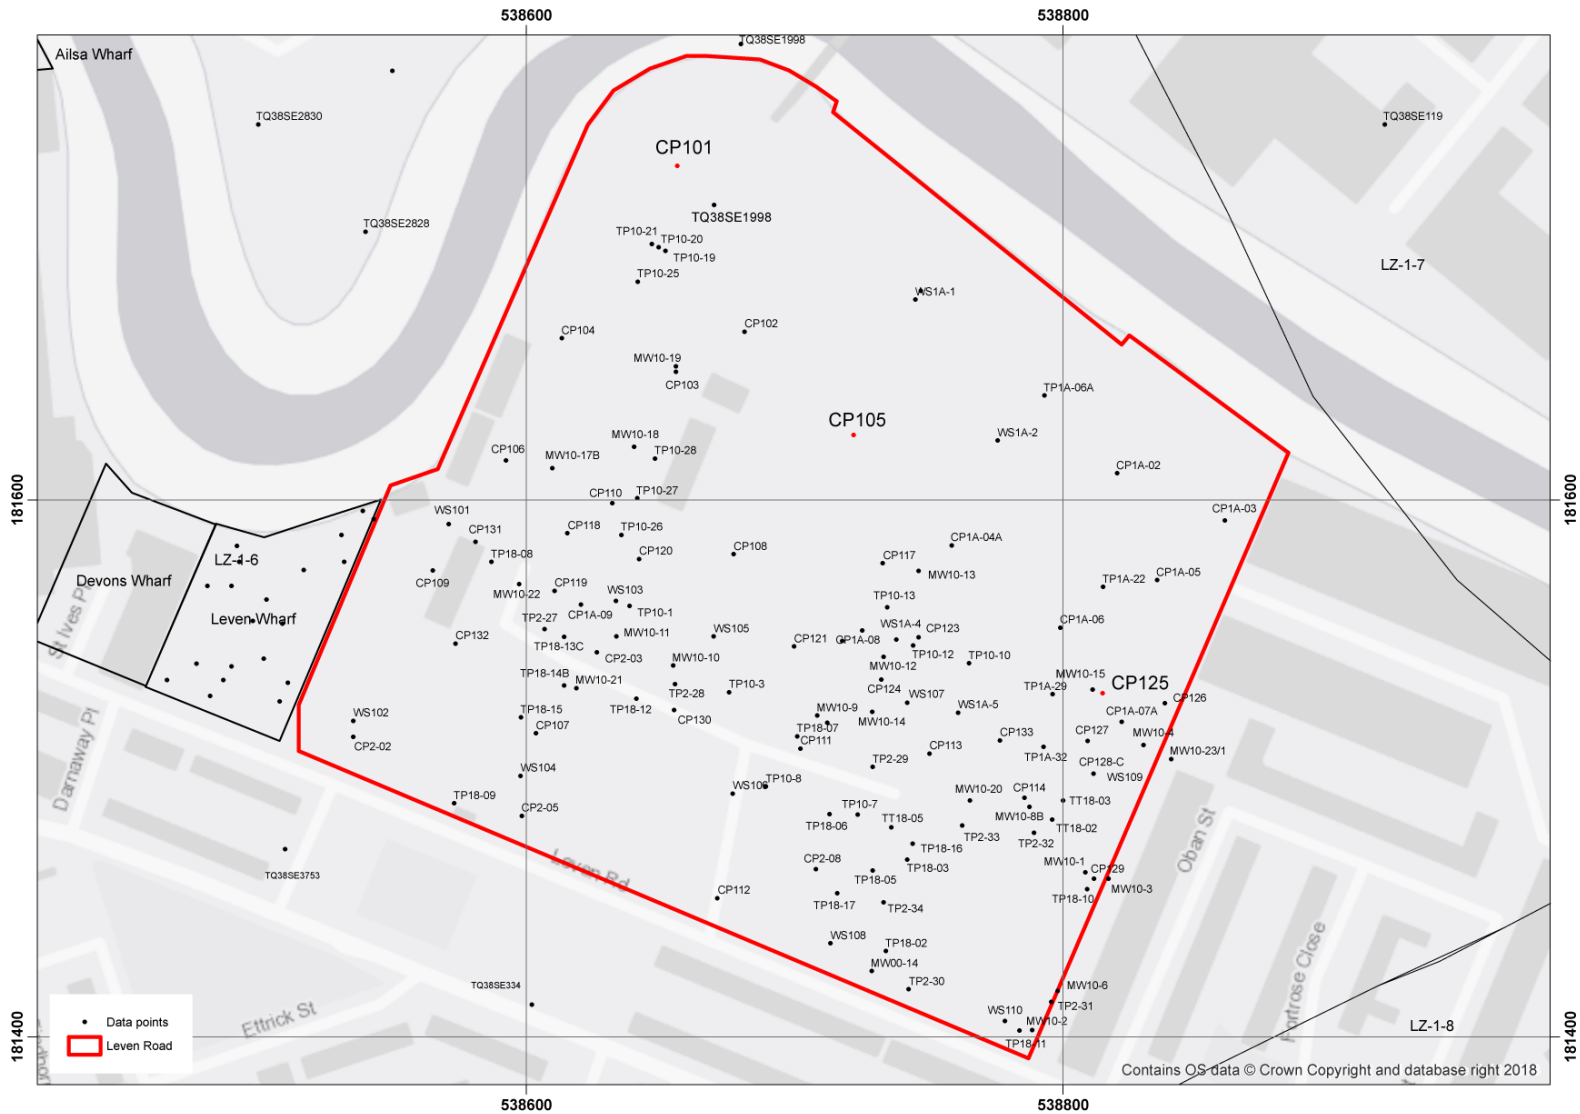 538600
538800
Ailsa Wharf
TQ38SE1998
TQ38SE2830
TQ38SE119
CP101
TQ38SE1998
TQ38SE2828
TP10-21
TP10-20
TP10-19
LZ-1-7
TP10-25
WS1A-1
CP104
CP102
MW10-19
CP103
TP1A-06A
CP105
MW10-18
WS1A-2
CP106
MW10-17B
TP10-28
CP1A-02
181600
CP110
TP10-27
181600
WS101
CP1A-03
CP131
CP118
TP10-26
CP1A-04A
TP18-08
CP120
CP108
CP117
LZ-1-6
Devons Wharf
CP109
MW10-22
CP119
WS103
MW10-13
TP1A-22
CP1A-05
St Ives Pl
Leven Wharf
CP1A-09
TP10-1
TP10-13
TP2-27
MW10-11
WS105
WS1A-4
CP123
CP1A-06
CP132
TP18-13C
CP2-03
CP121
CP1A-08
TP10-12
MW10-10
MW10-12
TP10-10
TP18-14B
MW10-21
TP2-28
TP10-3
CP124
MW10-15
CP125
TP1A-29
WS107
CP126
TP18-15
TP18-12
CP130
MW10-9
MW10-14
WS1A-5
CP1A-07A
WS102
CP107
TP18-07
CP133
CP127
MW10-4
CP2-02
CP111
CP113
TP1A-32
MW10-23/1
Darnaway Pl
TP2-29
CP128-C
WS104
WS109
WS106
TP10-8
MW10-20
CP114
TT18-03
TP18-09
CP2-05
TP10-7
MW10-8B
TP18-06
TT18-05
TP2-33
TT18-02
TP2-32
Oban St
TP18-16
Leven Rd
CP2-08
TP18-03
MW10-1
CP129
TQ38SE3753
TP18-05
MW10-3
CP112
TP18-17
TP2-34
TP18-10
WS108
TP18-02
MW00-14
TQ38SE334
TP2-30
MW10-6
Portrose Close
TP2-31
WS110
MW10-2
Ettrick St
LZ-1-8
181400
TP18-11
181400
Data points
Leven Road
Contains OS data © Crown Copyright and database right 2018
538600
538800